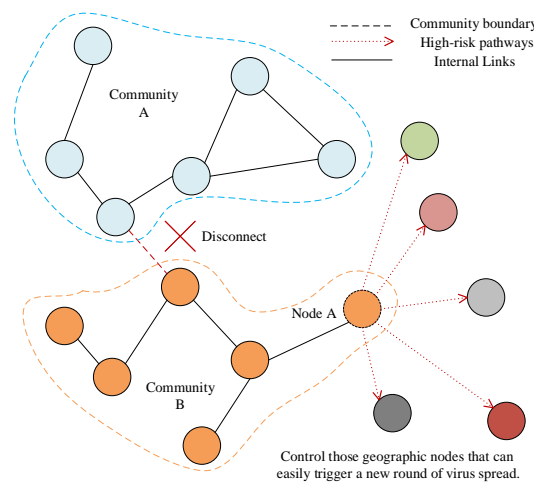 Community boundary
High-risk pathways
Internal Links
Community
A
Disconnect
Node A
Community
B
Control those geographic nodes that can
easily trigger a new round of virus spread.